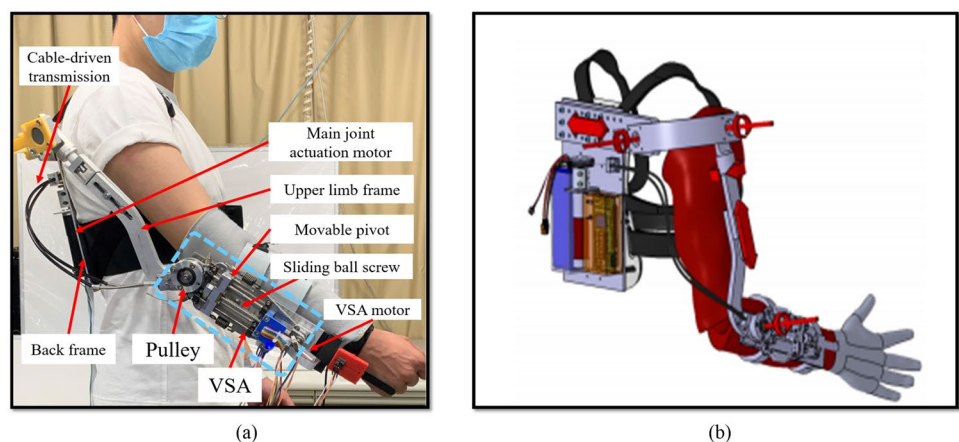 Cable-driven
transmission
Main joint
actuation motor
Upper limb frame
Movable pivot
Sliding ball screw
VSA motor
Back frame
Pulley
VSA
(a)
(b)